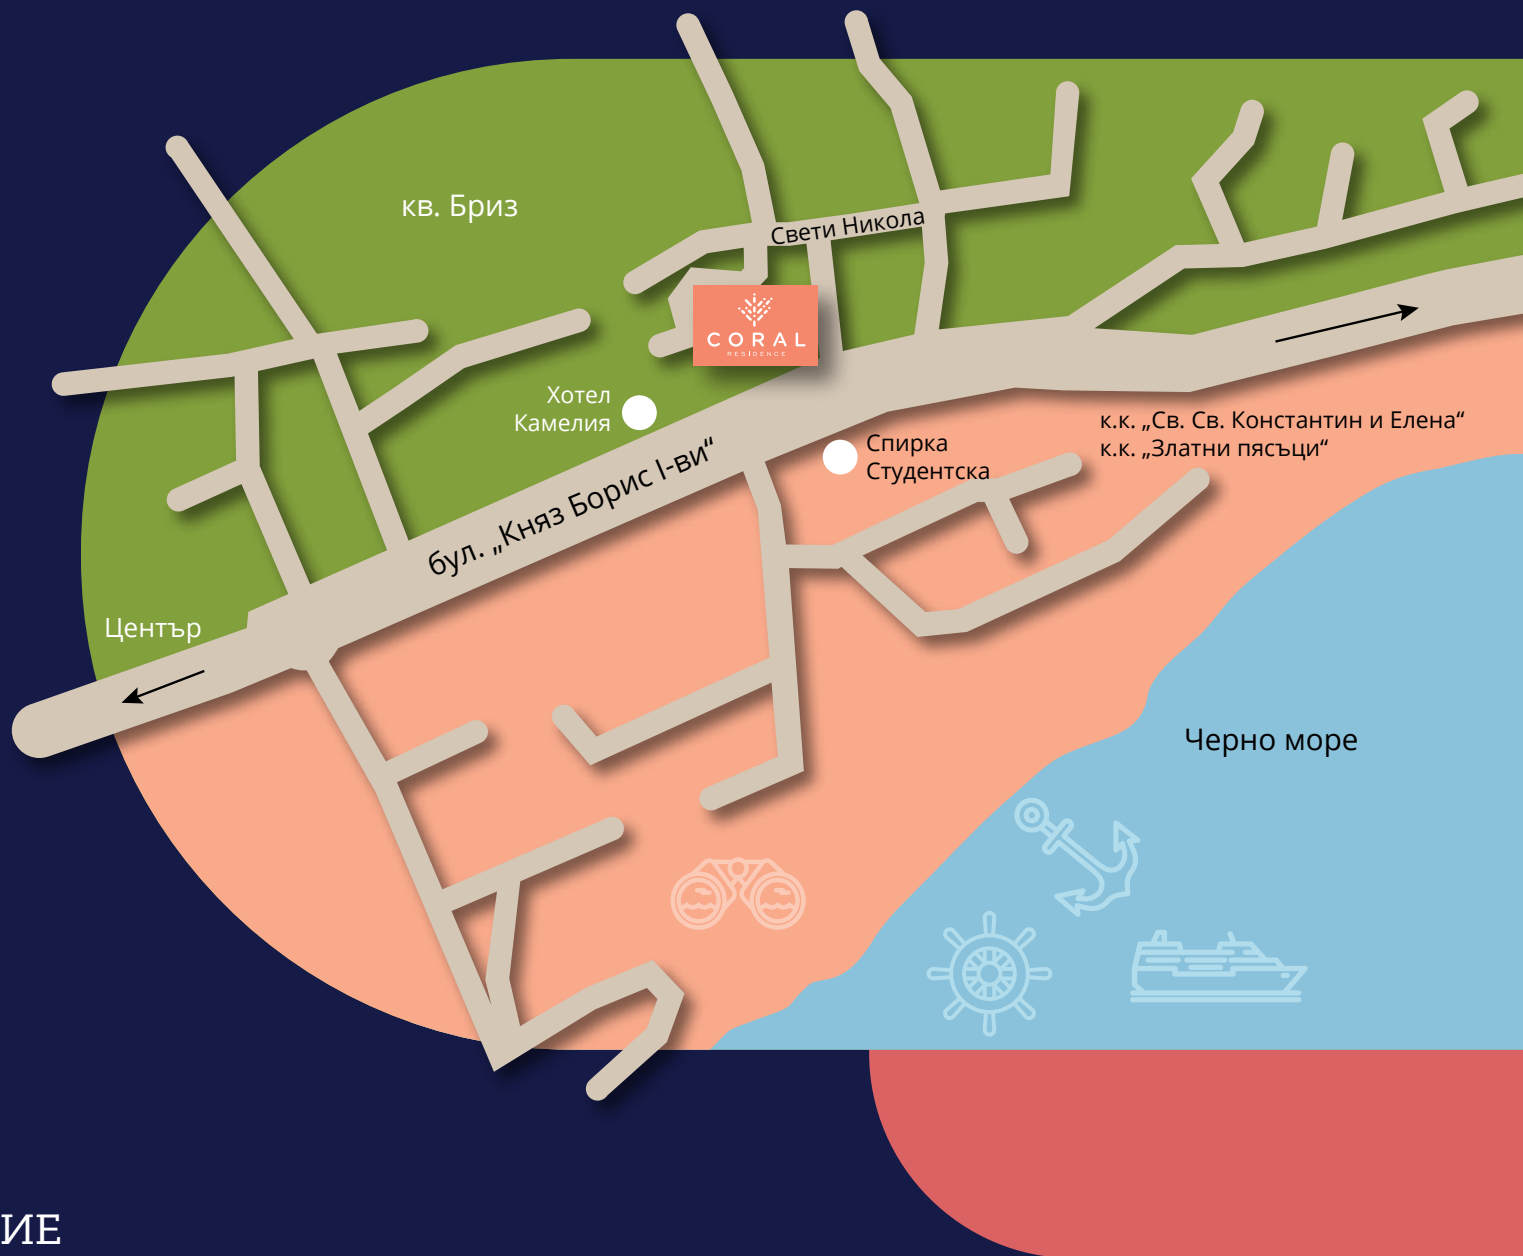 кв. Бриз
Свети Никола
CORAL
RESIDENCE
Хотел
Камелия
бул. „Княз Борис I-ви“
Спирка
Студентска
к.к. „Св. Св. Константин и Елена“
к.к. „Златни пясъци“
Център
Черно море
ИЕ